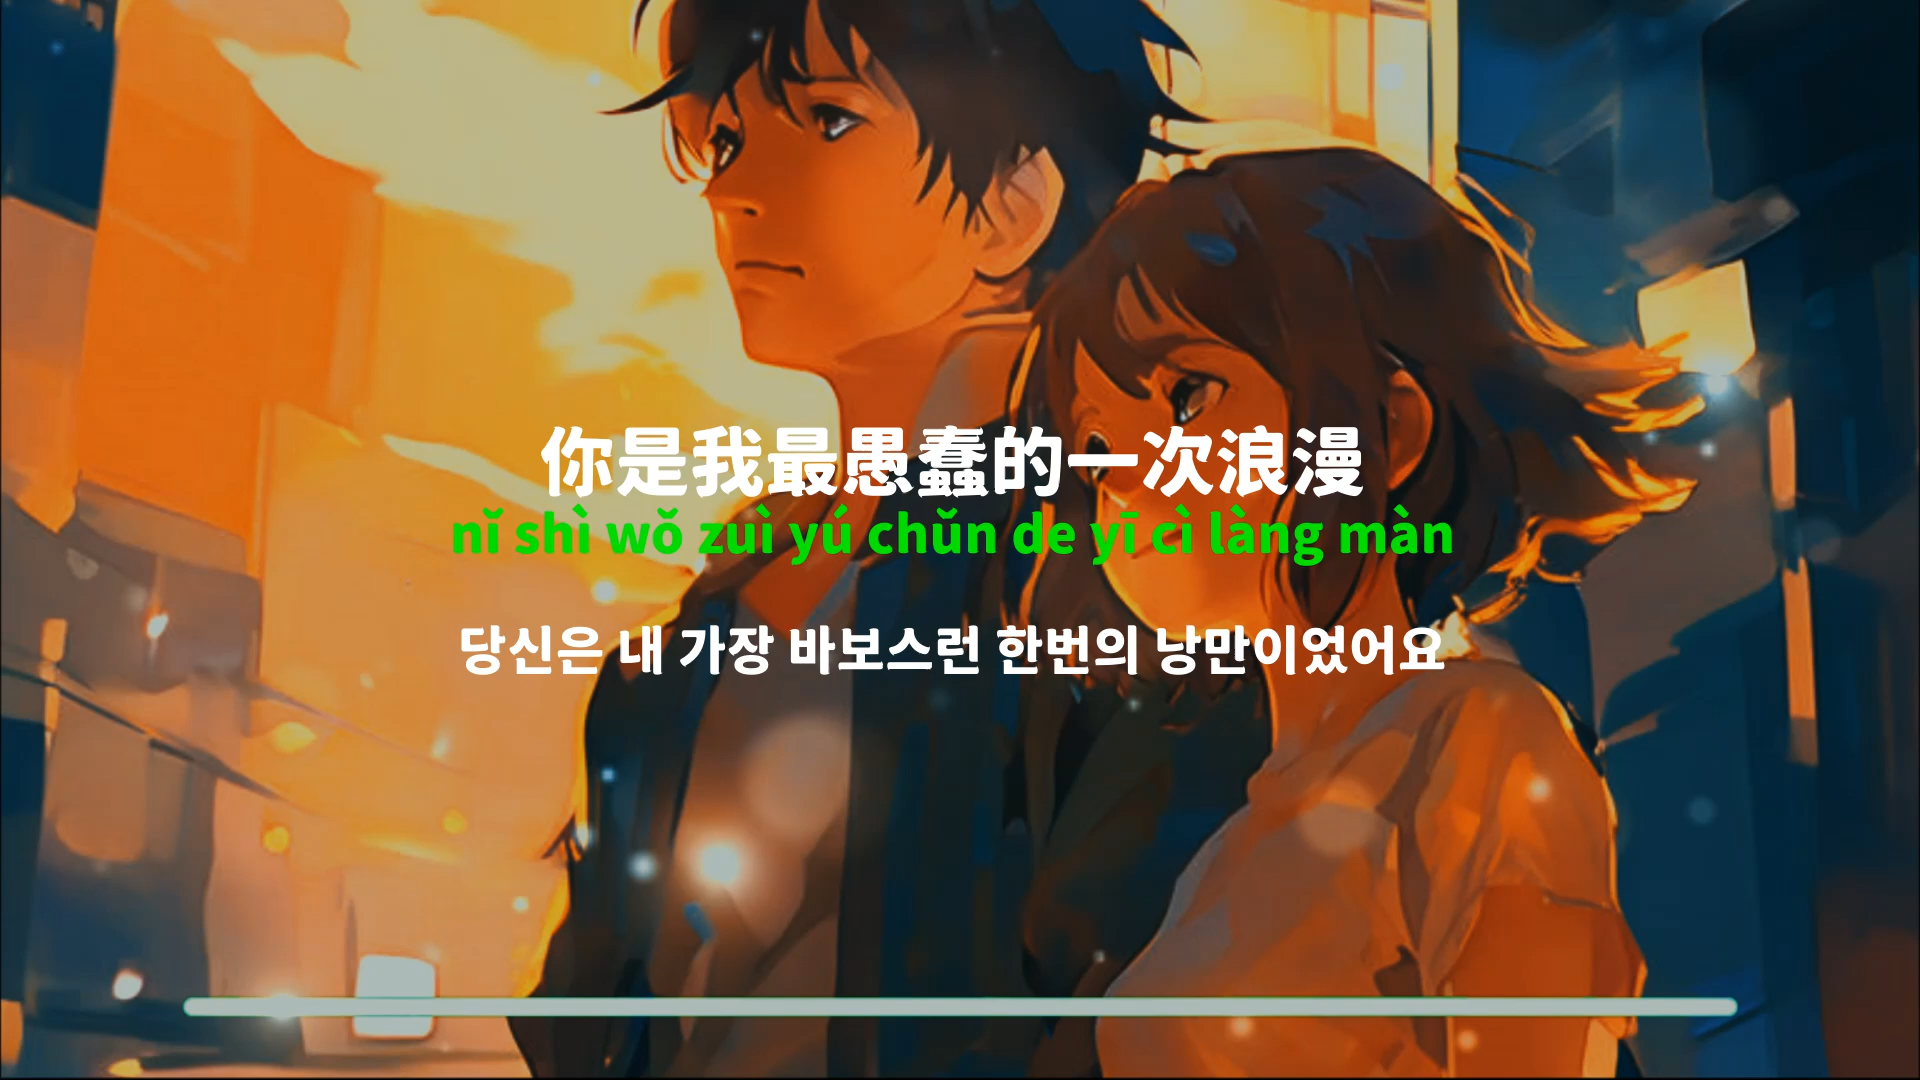 你是我最愚蠢的一次浪漫
nǐ shì wǒ zuì yú chǔn de yī cì làng màn
당신은 내 가장 바보스런 한번의 낭만이었어요